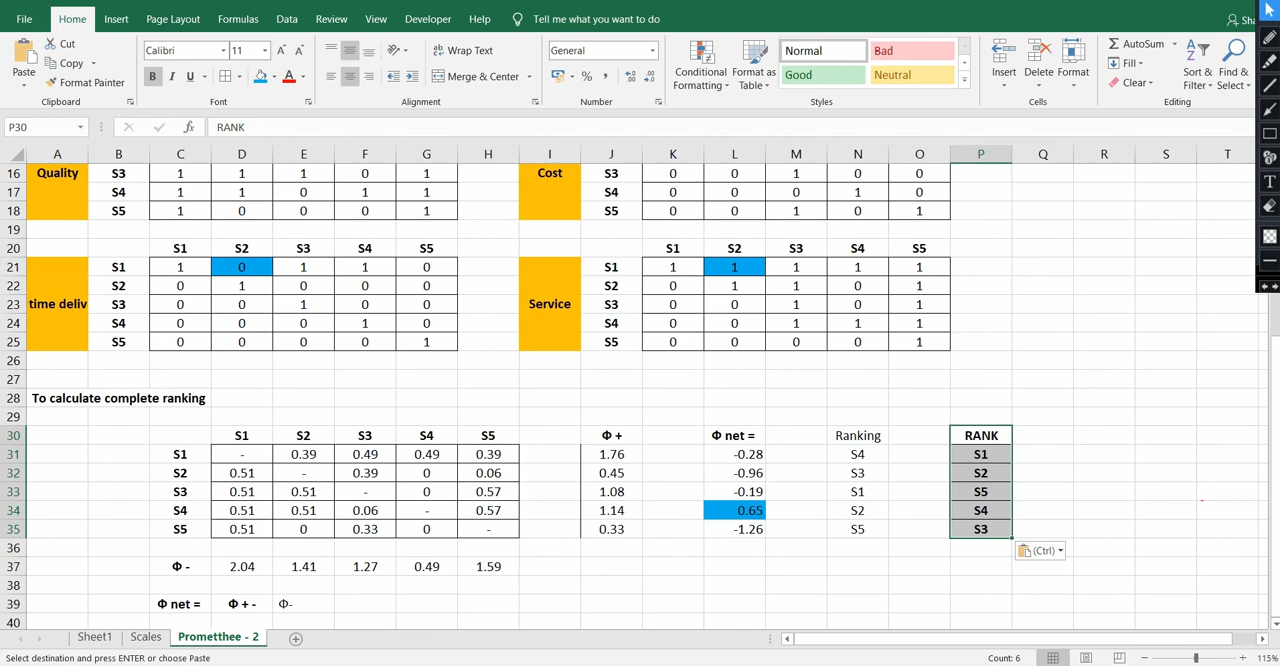 File Home Insert Page Layout Formulas Data Review View Developer Help Tell me what you want to do Sha
Cut Calibri 11 A A Wrap Text General Normal Bad AutoSum
Copy Fill
Paste Format Painter B I U A Merge & Center % , Conditional Formatting Format as Table Good Neutral Insert Delete Format Clear Sort & Filter Find & Select
Clipboard Font Alignment Number Styles Cells Editing
P30 fx RANK
A B C D E F G H I J K L M N O P Q R S T
16 Quality S3 1 1 1 0 1 Cost S3 0 0 1 0 0
17 S4 1 1 0 1 1 S4 0 0 0 1 0
18 S5 1 0 0 0 1 S5 0 0 1 0 1
19
20 S1 S2 S3 S4 S5 S1 S2 S3 S4 S5
21 S1 1 0 1 1 0 S1 1 1 1 1 1
22 S2 0 1 0 0 0 S2 0 1 1 0 1
23 time deliv S3 0 0 1 0 0 Service S3 0 0 1 0 1
24 S4 0 0 0 1 0 S4 0 0 1 1 1
25 S5 0 0 0 0 1 S5 0 0 0 0 1
26
27
28 To calculate complete ranking
29
30 S1 S2 S3 S4 S5 Φ + Φ net = Ranking RANK
31 S1 - 0.39 0.49 0.49 0.39 1.76 -0.28 S4 S1
32 S2 0.51 - 0.39 0 0.06 0.45 -0.96 S3 S2
33 S3 0.51 0.51 - 0 0.57 1.08 -0.19 S1 S5
34 S4 0.51 0.51 0.06 - 0.57 1.14 0.65 S2 S4
35 S5 0.51 0 0.33 0 - 0.33 -1.26 S5 S3
36 (Ctrl)
37 Φ - 2.04 1.41 1.27 0.49 1.59
38
39 Φ net = Φ + - Φ-
40
Sheet1 Scales Prometthee - 2
Select destination and press ENTER or choose Paste Count: 6 115%